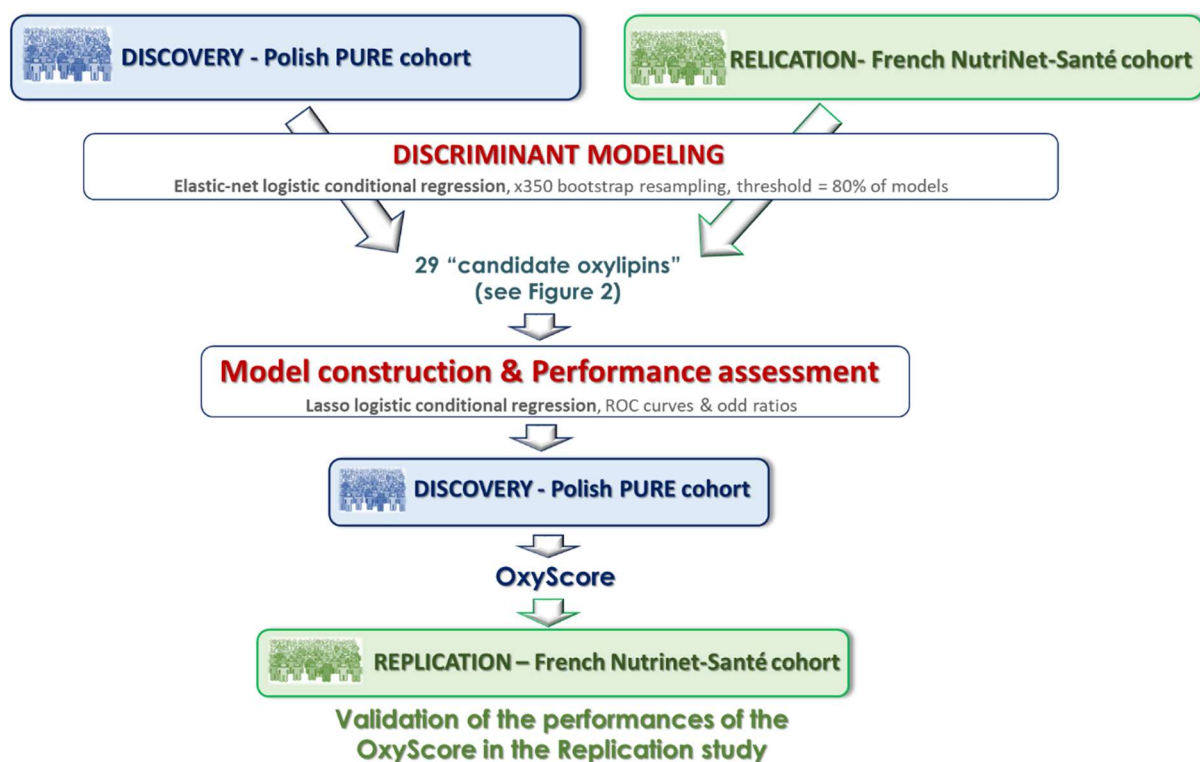 DISCOVERY - Polish PURE cohort
RELICATION- French NutriNet-Santé cohort
DISCRIMINANT MODELING
Elastic-net logistic conditional regression, x350 bootstrap resampling, threshold = 80% of models
29 “candidate oxylipins”
(see Figure 2)
Model construction & Performance assessment
Lasso logistic conditional regression, ROC curves & odd ratios
DISCOVERY - Polish PURE cohort
OxyScore
REPLICATION – French Nutrinet-Santé cohort
Validation of the performances of the
OxyScore in the Replication study